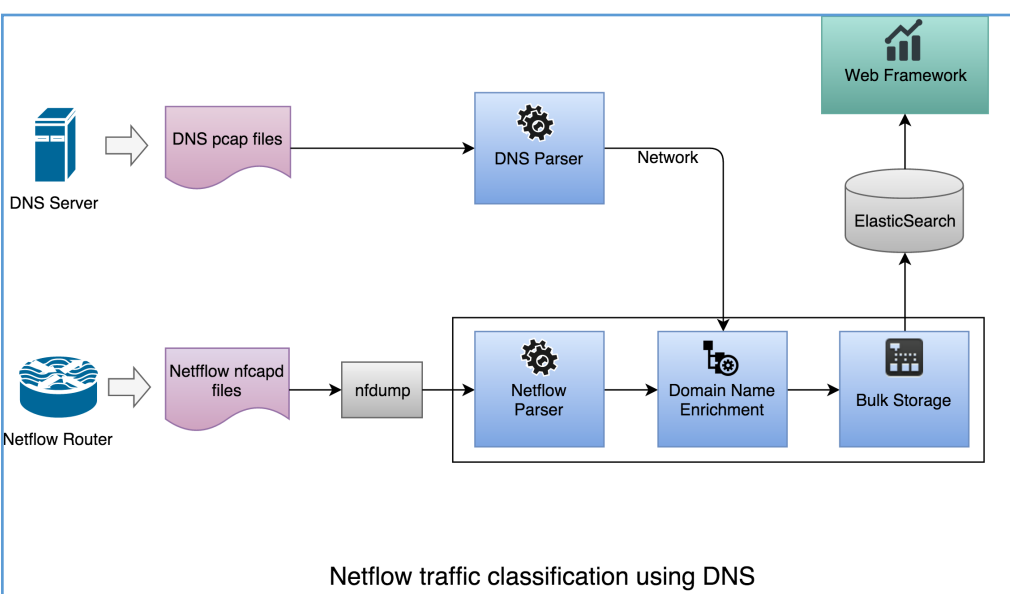 Web Framework
DNS pcap files
DNS Parser
Network
DNS Server
ElasticSearch
Netfflow nfcapd
files
nfdump
Netflow
Parser
Domain Name
Enrichment
Bulk Storage
Netflow Router
Netflow traffic classification using DNS